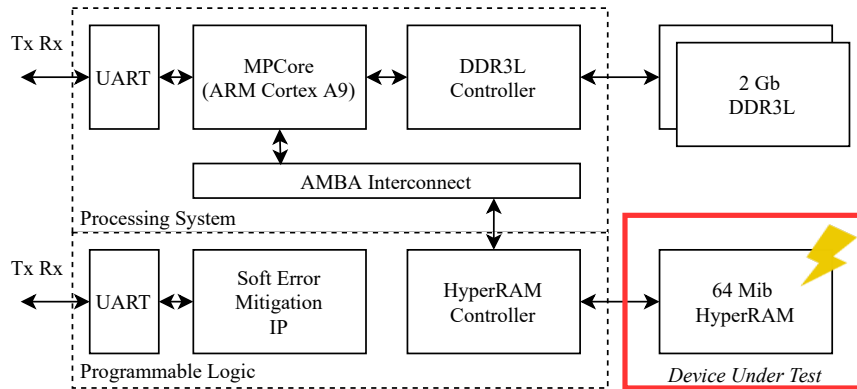 Tx Rx
UART
MPCore
(ARM Cortex A9)
DDR3L
Controller
2 Gb
DDR3L
AMBA Interconnect
Processing System
Tx Rx
UART
Soft Error
Mitigation
IP
HyperRAM
Controller
64 Mib
HyperRAM
Programmable Logic
Device Under Test